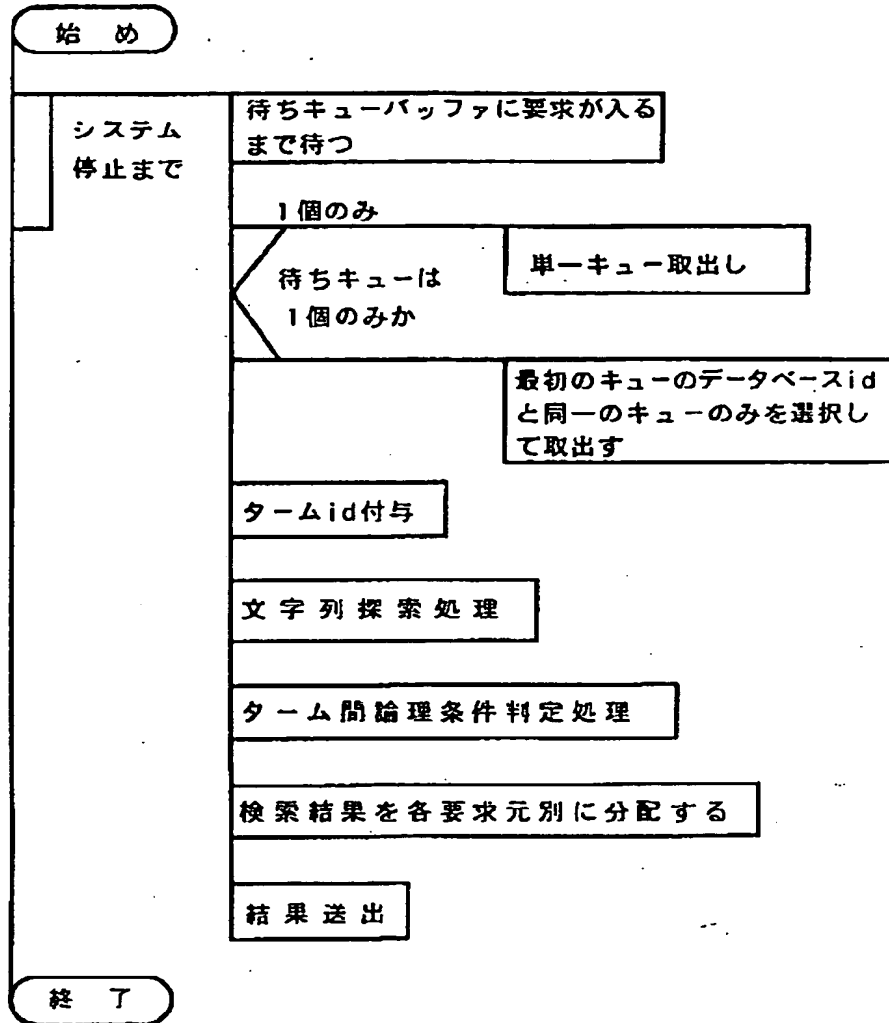 始め
システム
停止まで
待ちキューバッファに要求が入る
まで待つ
1個のみ
待ちキューは
1個のみか
単一キュー取出し
最初のキューのデータベースid
と同一のキューのみを選択し
て取出す
タームid付与
文字列探索処理
ターム間論理条件判定処理
検索結果を各要求元別に分配する
結果送出
終了